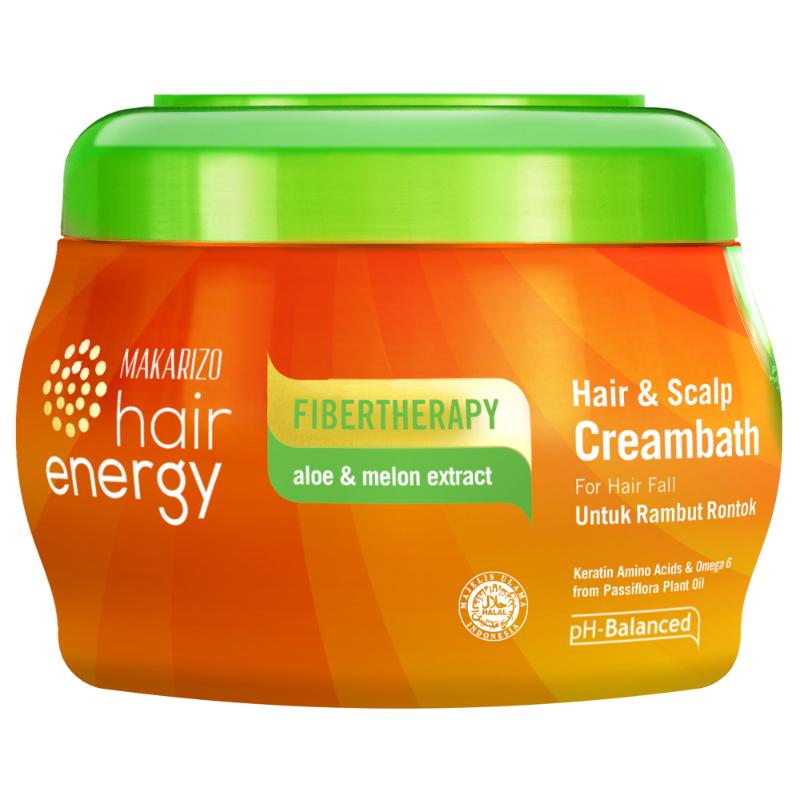 MAKARIZO
hair
energy
FIBERTHERAPY
aloe & melon extract
Hair & Scalp
Creambath
For Hair Fall
Untuk Rambut Rontok
Keratin Amino Acids & Omega 6
from Passiflora Plant Oil
pH-Balanced
MAJELIS ULAMA
HALAL
INDONESIA